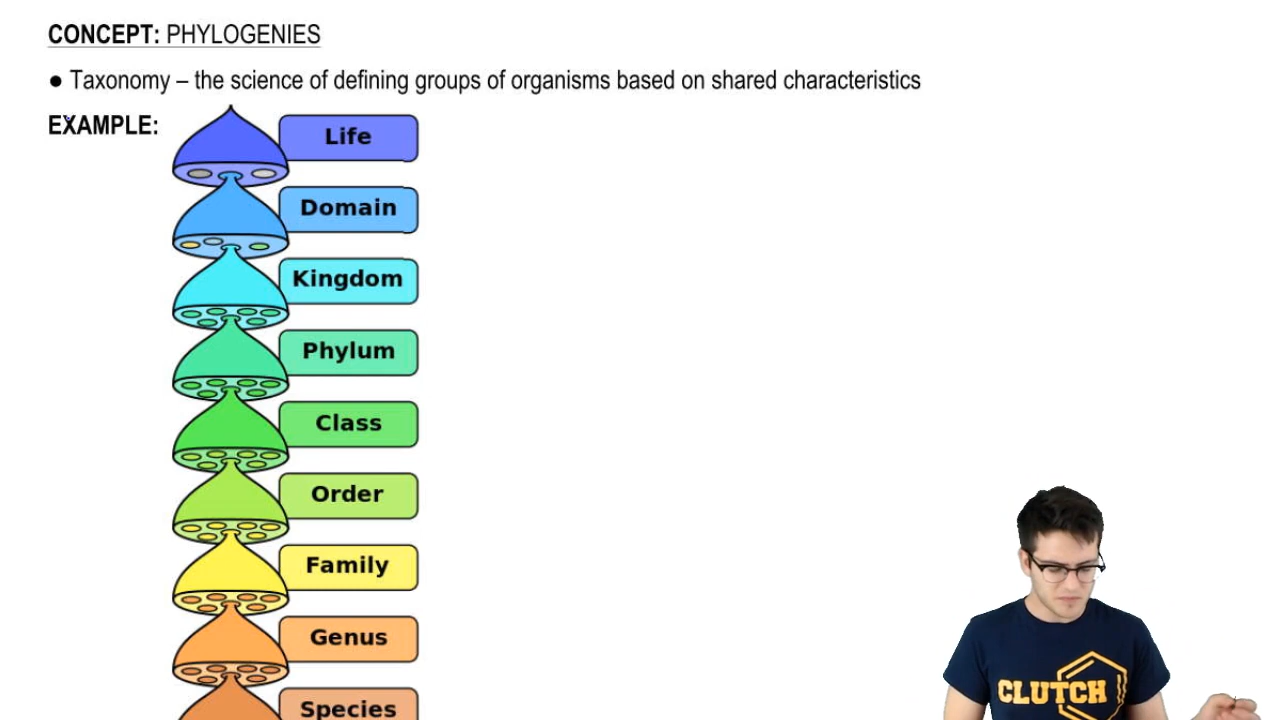 CONCEPT: PHYLOGENIES
● Taxonomy – the science of defining groups of organisms based on shared characteristics
EXAMPLE:
Life
Domain
Kingdom
Phylum
Class
Order
Family
Genus
Species
CLUTCH